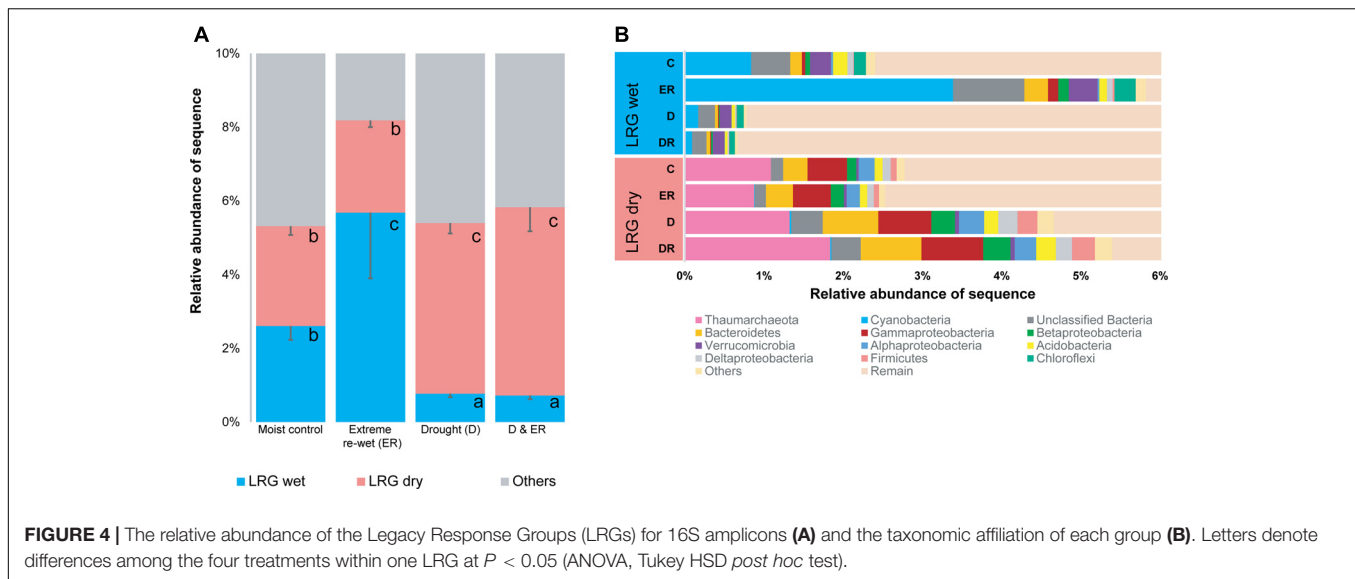 A
10%
8%
6%
4%
2%
0%
Relative abundance of sequence
b
b
b
c
c
a
c
a
Moist control
Extreme
re-wet (ER)
Drought (D)
D & ER
LRG wet
LRG dry
Others
B
LRG wet
C
ER
D
DR
LRG dry
C
ER
D
DR
0%
1%
2%
3%
4%
5%
6%
Relative abundance of sequence
Thaumarchaeota
Cyanobacteria
Unclassified Bacteria
Bacteroidetes
Gammaproteobacteria
Betaproteobacteria
Verrucomicrobia
Alphaproteobacteria
Acidobacteria
Deltaproteobacteria
Firmicutes
Chloroflexi
Others
Remain
FIGURE 4 | The relative abundance of the Legacy Response Groups (LRGs) for 16S amplicons (A) and the taxonomic affiliation of each group (B). Letters denote
differences among the four treatments within one LRG at P < 0.05 (ANOVA, Tukey HSD post hoc test).